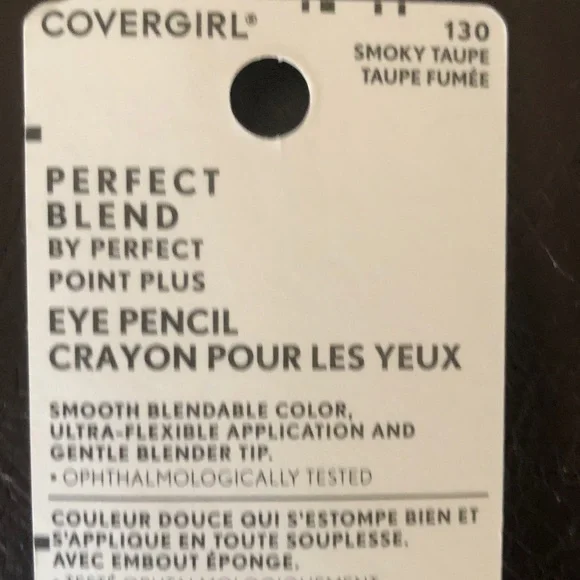 COVERGIRL®
130
SMOKY TAUPE
TAUPE FUMÉE
PERFECT
BLEND
BY PERFECT
POINT PLUS
EYE PENCIL
CRAYON POUR LES YEUX
SMOOTH BLENDABLE COLOR,
ULTRA-FLEXIBLE APPLICATION AND
GENTLE BLENDER TIP.
• OPHTHALMOLOGICALLY TESTED
COULEUR DOUCE QUI S'ESTOMPE BIEN ET
S'APPLIQUE EN TOUTE SOUPLESSE.
AVEC EMBOUT ÉPONGE.